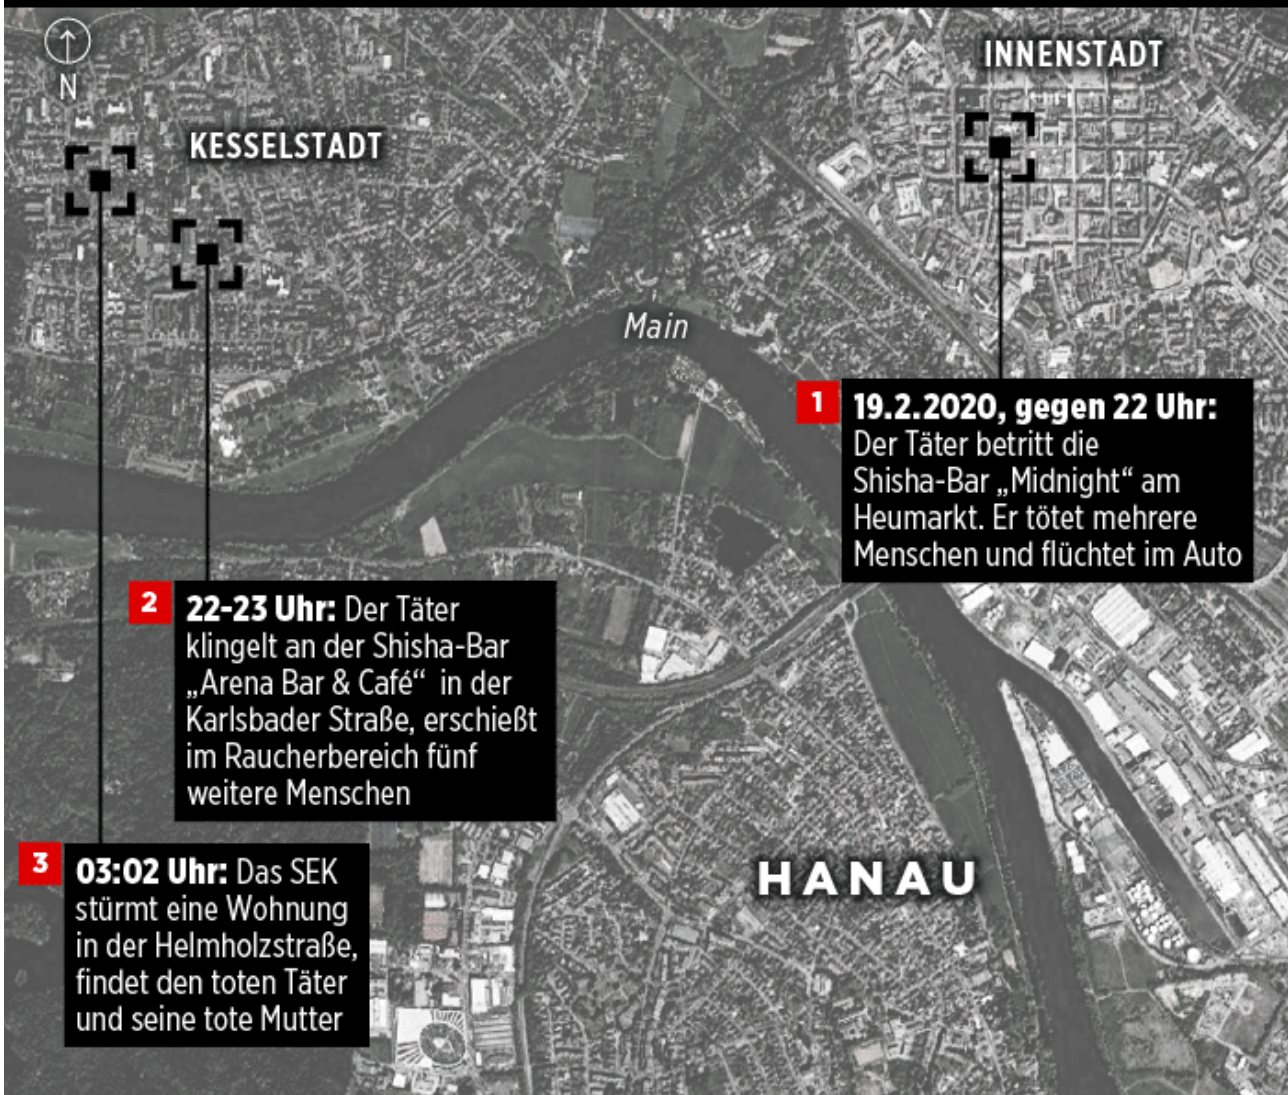 N
KESSELSTADT
INNENSTADT
Main
1
19.2.2020, gegen 22 Uhr:
Der Täter betritt die
Shisha-Bar „Midnight“ am
Heumarkt. Er tötet mehrere
Menschen und flüchtet im Auto
2
22-23 Uhr: Der Täter
klingelt an der Shisha-Bar
„Arena Bar & Café“ in der
Karlsbader Straße, erschießt
im Raucherbereich fünf
weitere Menschen
3
03:02 Uhr: Das SEK
stürmt eine Wohnung
in der Helmholzstraße,
findet den toten Täter
und seine tote Mutter
HANAU